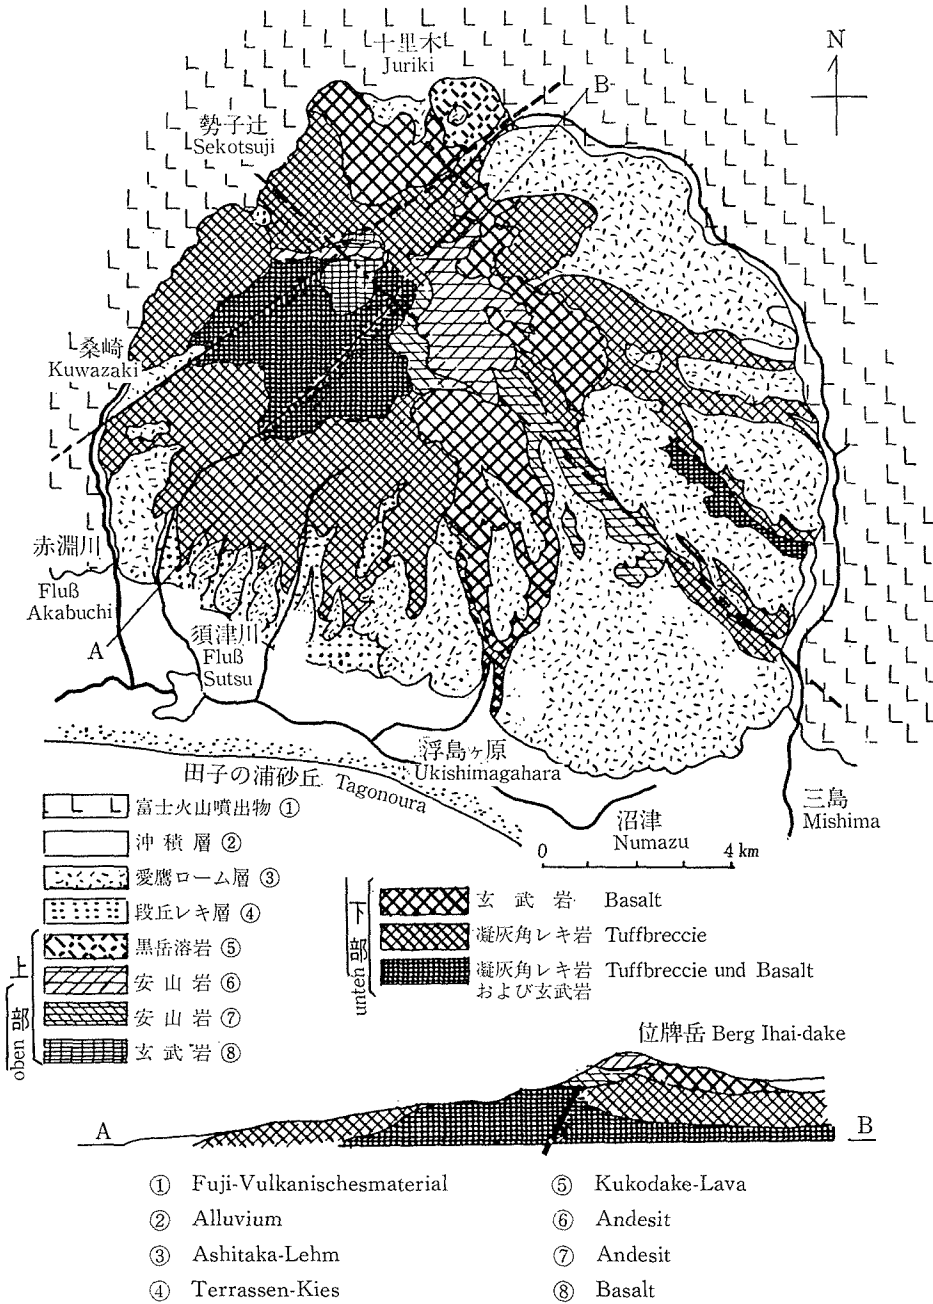 十里木
Juriki
N
B
勢子辻
Sekotsuji
桑崎
Kuwazaki
赤淵川
Fluß
Akabuchi
A
須津川
Fluß
Sutsu
浮島ヶ原
Ukishimagahara
田子の浦砂丘 Tagonoura
三島
Mishima
沼津
Numazu
0 4 km
富士火山噴出物 ①
沖積層 ②
愛鷹ローム層 ③
段丘レキ層 ④
上部 oben
黒岳溶岩 ⑤
安山岩 ⑥
安山岩 ⑦
玄武岩 ⑧
下部 unten
玄武岩 Basalt
凝灰角レキ岩 Tuffbreccie
凝灰角レキ岩 Tuffbreccie und Basalt
および玄武岩
位牌岳 Berg Ihai-dake
A B
① Fuji-Vulkanischesmaterial
② Alluvium
③ Ashitaka-Lehm
④ Terrassen-Kies
⑤ Kukodake-Lava
⑥ Andesit
⑦ Andesit
⑧ Basalt